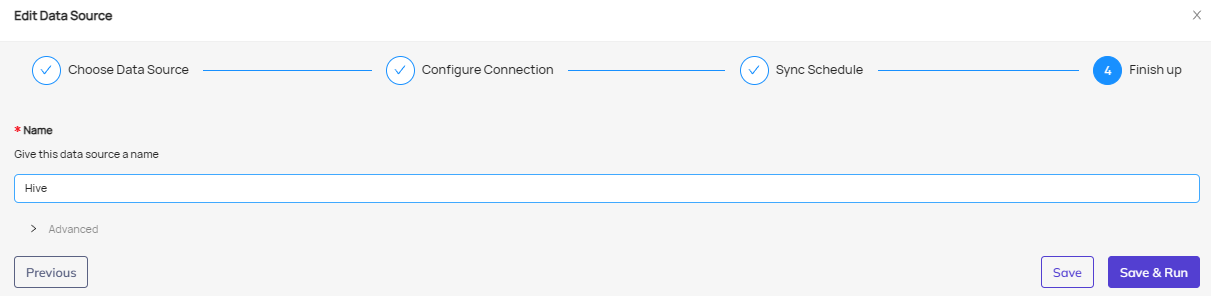 Edit Data Source
Choose Data Source
Configure Connection
Sync Schedule
4 Finish up
* Name
Give this data source a name
Hive
Advanced
Previous
Save
Save & Run